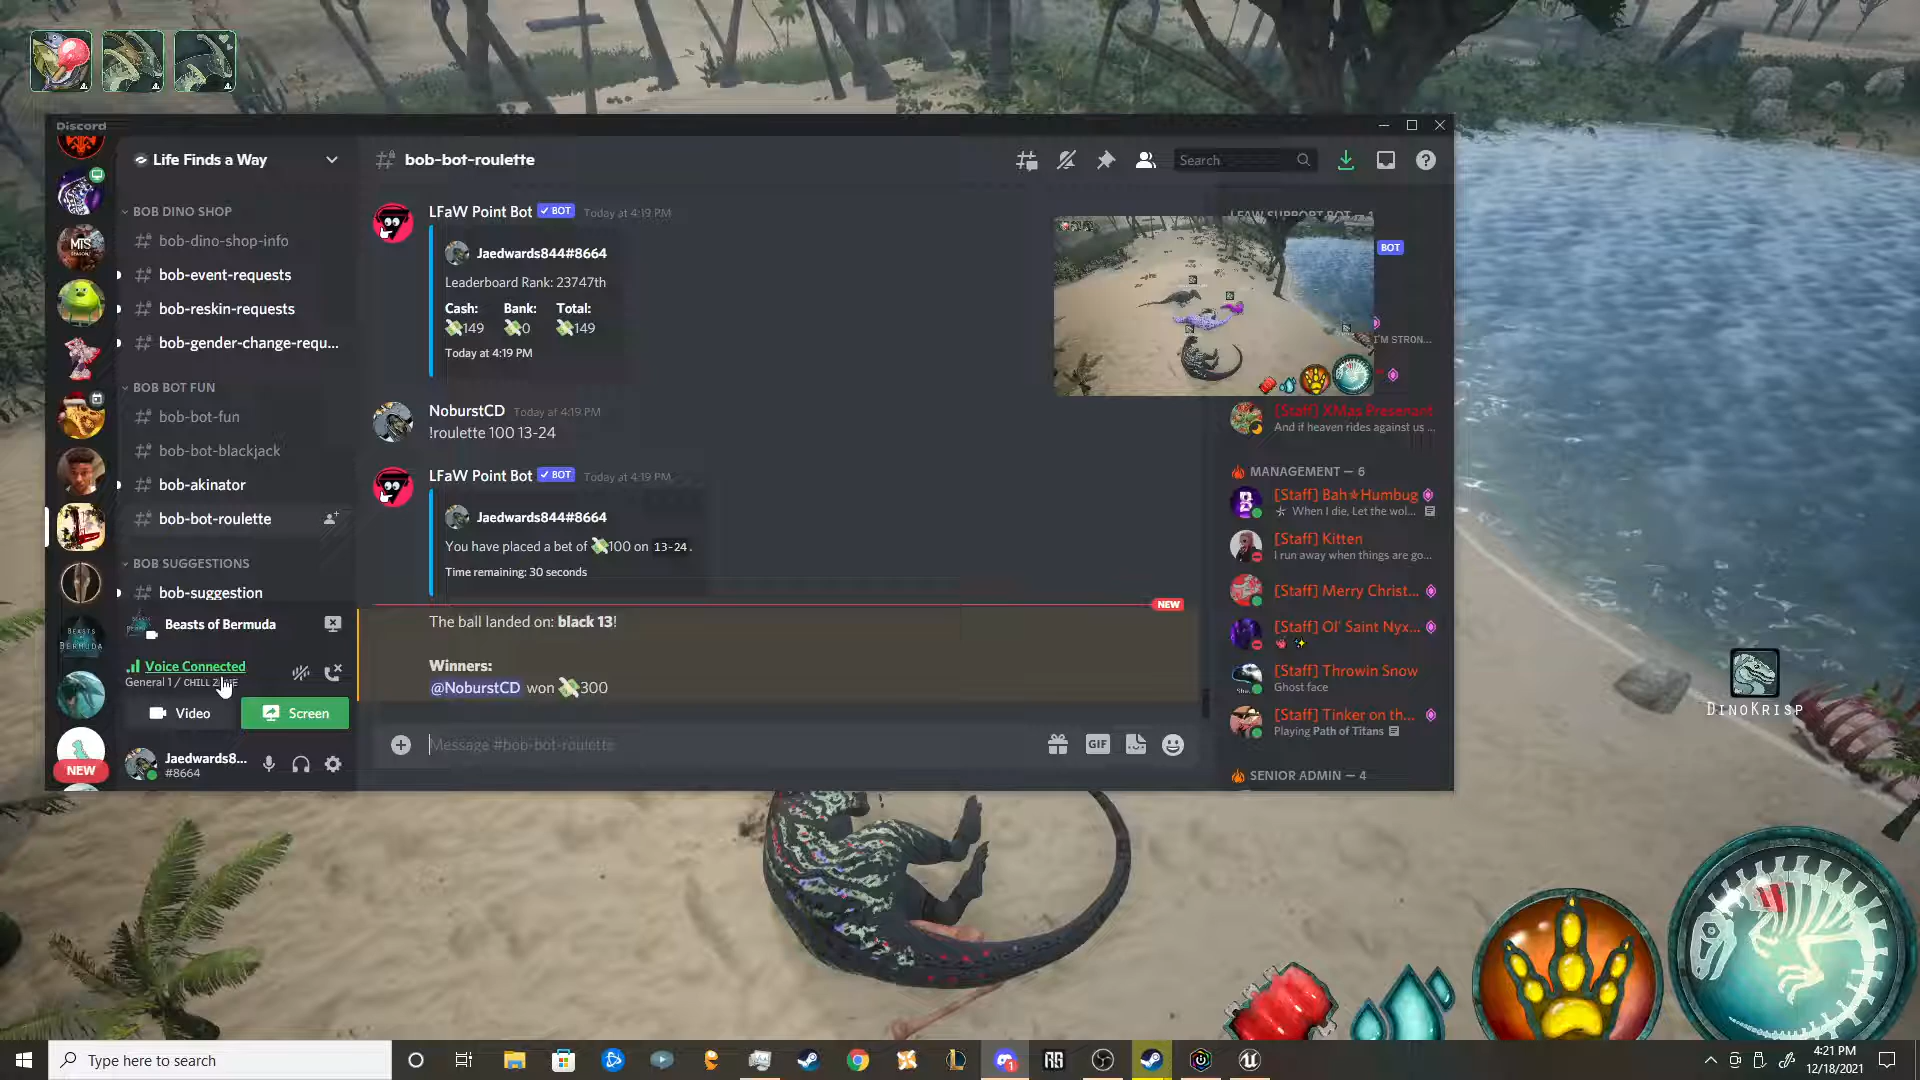 Discord
Life Finds a Way
BOB DINO SHOP
bob-dino-shop-info
bob-event-requests
bob-reskin-requests
bob-gender-change-requ...
BOB BOT FUN
bob-bot-fun
bob-bot-blackjack
bob-akinator
bob-bot-roulette
BOB SUGGESTIONS
bob-suggestion
Beasts of Bermuda
Voice Connected
General 1 / CHILL
Video
Screen
Jaedwards8...
#8664
MTS
BEASTS
BERMUDA
NEW
bob-bot-roulette
Search
LFaW Point Bot ✓ BOT Today at 4:19 PM
Jaedwards844#8664
Leaderboard Rank: 23747th
Cash: Bank: Total:
149 0 149
Today at 4:19 PM
NoburstCD Today at 4:19 PM
!roulette 100 13-24
LFaW Point Bot ✓ BOT Today at 4:19 PM
Jaedwards844#8664
You have placed a bet of 100 on 13-24.
Time remaining: 30 seconds
NEW
The ball landed on: black 13!
Winners:
@NoburstCD won 300
Message #bob-bot-roulette
GIF
LFAW SUPPORT BOT — 1
BOT
I'M STRON...
[Staff] XMas Presenant
And if heaven rides against us ...
MANAGEMENT — 6
[Staff] Bah★Humbug
When I die, Let the wol...
[Staff] Kitten
I run away when things are go...
[Staff] Merry Christ...
[Staff] Ol' Saint Nyx...
[Staff] Throwin Snow
Ghost face
[Staff] Tinker on th...
Playing Path of Titans
SENIOR ADMIN — 4
DinoKrisp
Type here to search
1
RS
4:21 PM
12/18/2021